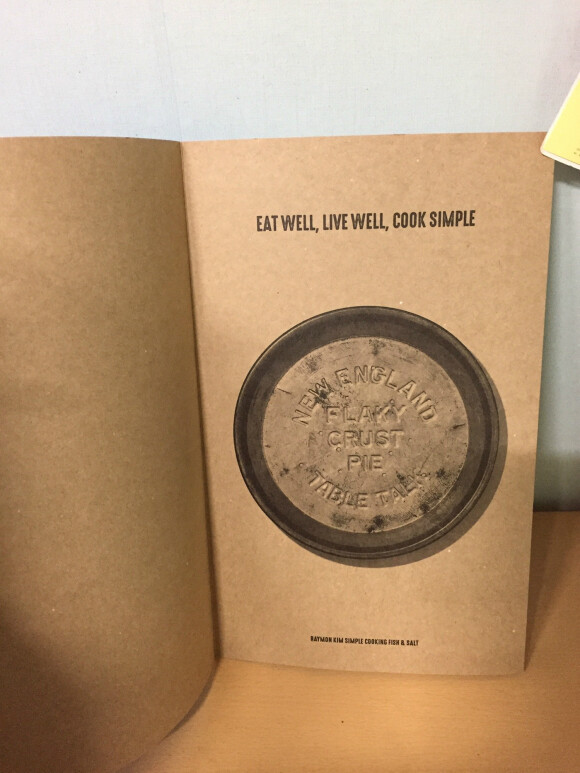 EAT WELL, LIVE WELL, COOK SIMPLE
NEW ENGLAND
FLAKY
CRUST
PIE
TABLE TALK
RAYMON KIM SIMPLE COOKING FISH & SALT